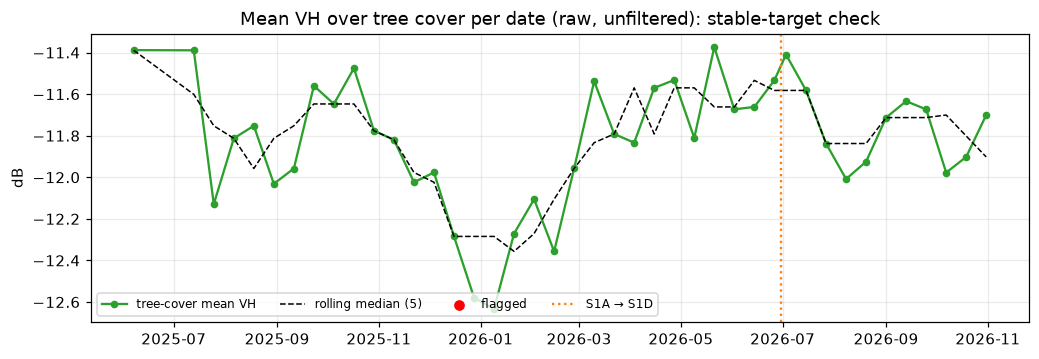 Mean VH over tree cover per date (raw, unfiltered): stable-target check
dB
−11.4
−11.6
−11.8
−12.0
−12.2
−12.4
−12.6
tree-cover mean VH
rolling median (5)
flagged
S1A → S1D
2025-07
2025-09
2025-11
2026-01
2026-03
2026-05
2026-07
2026-09
2026-11